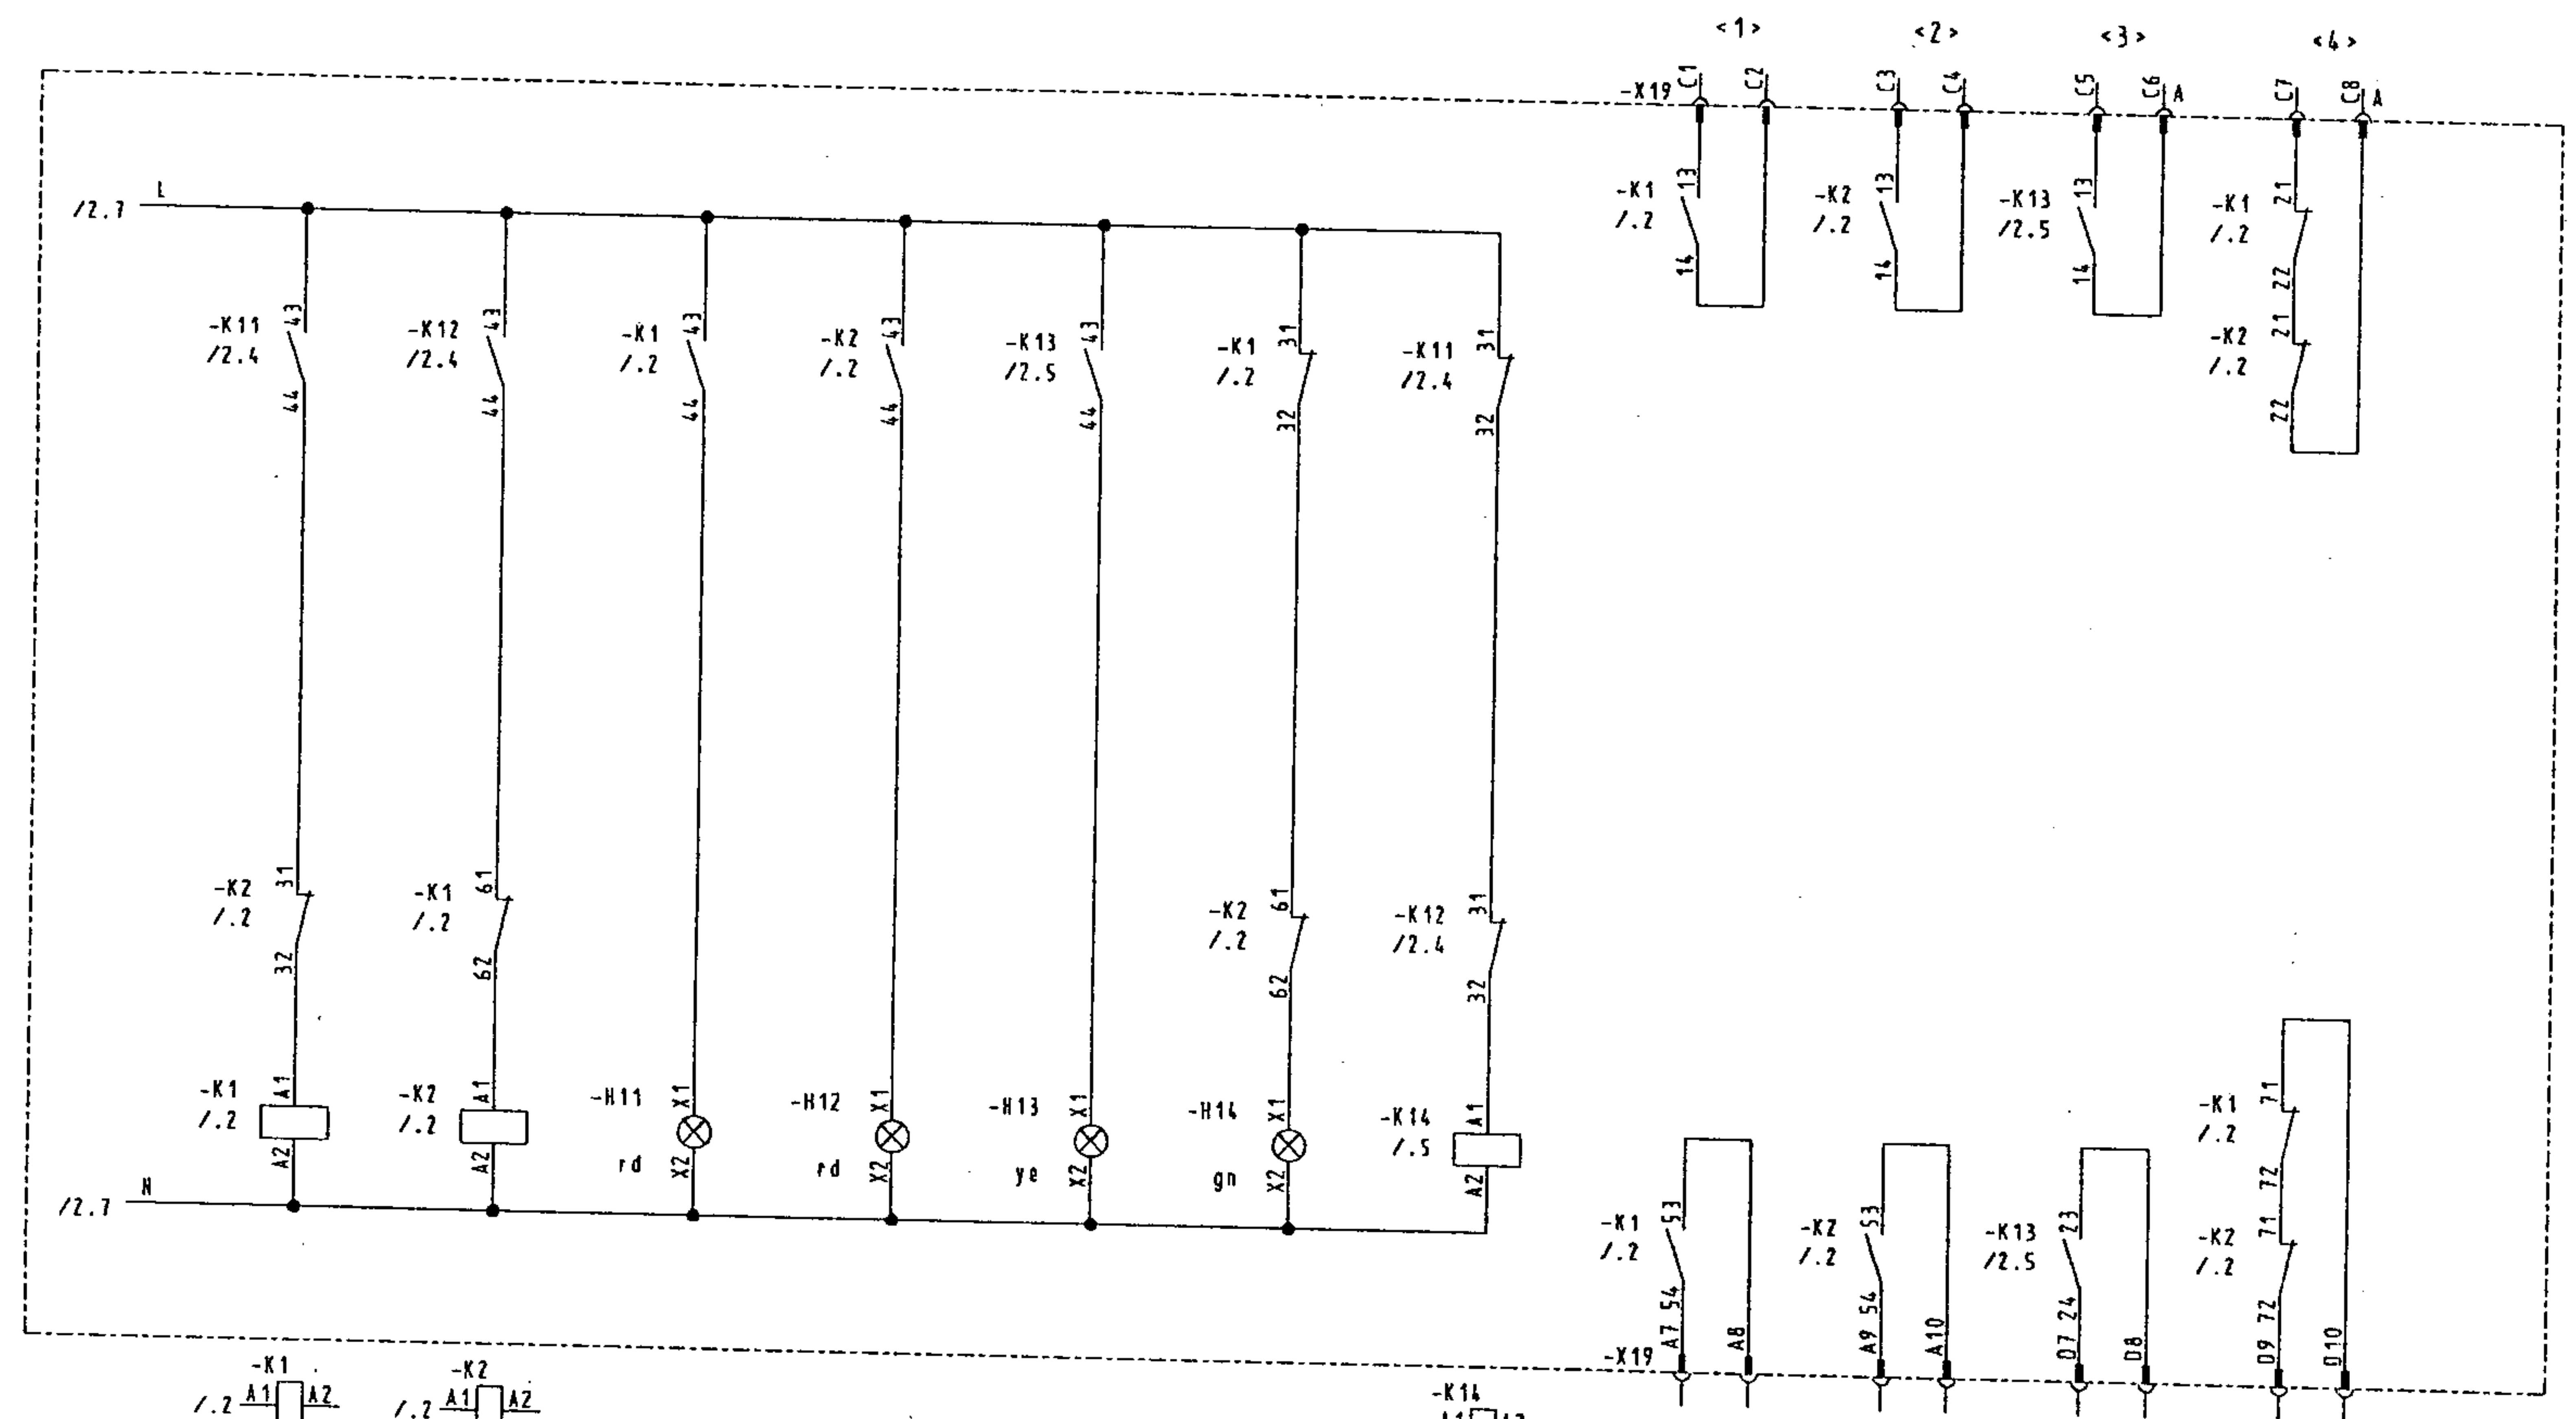 <1> <2> <3> <4>
-X19 C1 C2 C3 C4 C5 C6 A C7 C8 A
/2.7 L
-K1 13
/.2
14
-K2 13
/.2
14
-K13 13
/2.5
14
-K1 21
/.2
22
-K2 21
/.2
22
-K11 43
/2.4
44
-K12 43
/2.4
44
-K1 43
/.2
44
-K2 43
/.2
44
-K13 43
/2.5
44
-K1 31
/.2
32
-K11 31
/2.4
32
-K2 31
/.2
32
-K1 61
/.2
62
-K2 61
/.2
62
-K12 31
/2.4
32
-K1 A1
/.2
A2
-K2 A1
/.2
A2
-H11 X1
rd X2
-H12 X1
rd X2
-H13 X1
ye X2
-H14 X1
gn X2
-K14 A1
/.5
A2
/2.7 N
-K1 53
/.2
A7 54 A8
-K2 53
/.2
A9 54 A10
-K13 23
/2.5
D7 24 D8
-K1 71
/.2
72
-K2 71
/.2
D9 72 D10
-X19
-K1
/.2 A1 A2
-K2
/.2 A1 A2
-K14
A1 A2